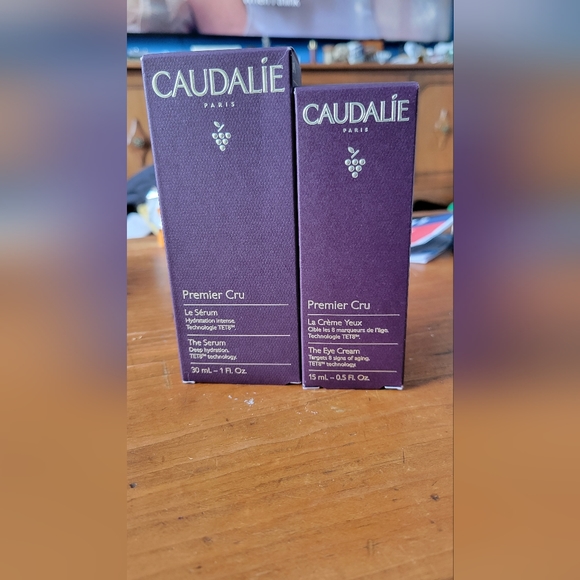 CAUDALÍE
PARIS
Premier Cru
Le Sérum
Hydratation intense.
Technologie TET8™.
The Serum
Deep hydration.
TET8™ technology.
30 mL – 1 Fl. Oz.
CAUDALÍE
PARIS
Premier Cru
La Crème Yeux
Cible les 8 marqueurs de l'âge.
Technologie TET8™.
The Eye Cream
Targets 8 signs of aging.
TET8™ technology.
15 mL – 0.5 Fl. Oz.